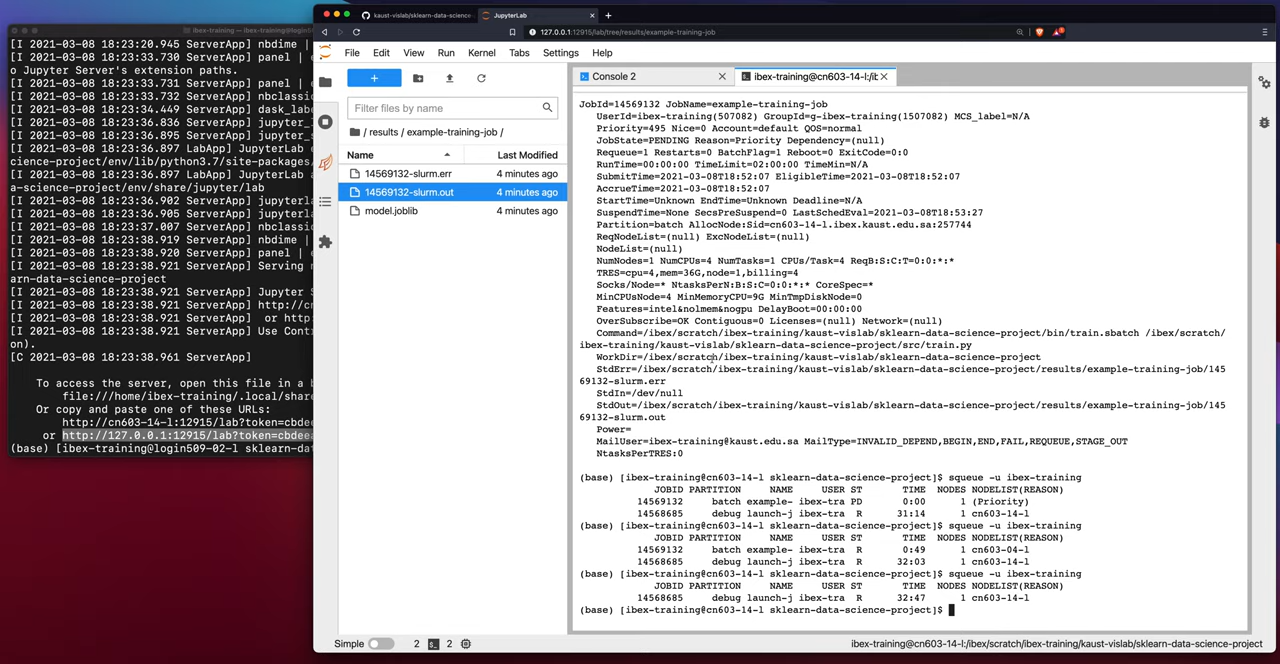 ibex-training — ibex-training@login509
[I 2021-03-08 18:23:20.945 ServerApp] nbdime |
[I 2021-03-08 18:23:33.730 ServerApp] panel |
o Jupyter Server's extension paths.
[I 2021-03-08 18:23:33.731 ServerApp] panel |
[I 2021-03-08 18:23:33.732 ServerApp] nbclassi
[I 2021-03-08 18:23:34.449 ServerApp] dask_lab
[I 2021-03-08 18:23:36.836 ServerApp] jupyter_
[I 2021-03-08 18:23:36.895 ServerApp] jupyter_
[I 2021-03-08 18:23:36.897 LabApp] JupyterLab
cience-project/env/lib/python3.7/site-packages
[I 2021-03-08 18:23:36.897 LabApp] JupyterLab
a-science-project/env/share/jupyter/lab
[I 2021-03-08 18:23:36.902 ServerApp] jupyterl
[I 2021-03-08 18:23:36.905 ServerApp] jupyterl
[I 2021-03-08 18:23:37.007 ServerApp] nbclassi
[I 2021-03-08 18:23:38.919 ServerApp] nbdime |
[I 2021-03-08 18:23:38.920 ServerApp] panel |
[I 2021-03-08 18:23:38.921 ServerApp] Serving
arn-data-science-project
[I 2021-03-08 18:23:38.921 ServerApp] Jupyter S
[I 2021-03-08 18:23:38.921 ServerApp] http://c
[I 2021-03-08 18:23:38.921 ServerApp]  or http
[I 2021-03-08 18:23:38.921 ServerApp] Use Cont
on).
[C 2021-03-08 18:23:38.961 ServerApp]
To access the server, open this file in a b
file:///home/ibex-training/.local/share
Or copy and paste one of these URLs:
http://cn603-14-l:12915/lab?token=cbdee
or http://127.0.0.1:12915/lab?token=cbdeea
(base) [ibex-training@login509-02-l sklearn-da
kaust-vislab/sklearn-data-science-
JupyterLab
127.0.0.1:12915/lab/tree/results/example-training-job
File Edit View Run Kernel Tabs Settings Help
Filter files by name
/ results / example-training-job /
Name Last Modified
14569132-slurm.err 4 minutes ago
14569132-slurm.out 4 minutes ago
model.joblib 4 minutes ago
Console 2
ibex-training@cn603-14-l:/ib
JobId=14569132 JobName=example-training-job
UserId=ibex-training(507082) GroupId=g-ibex-training(1507082) MCS_label=N/A
Priority=495 Nice=0 Account=default QOS=normal
JobState=PENDING Reason=Priority Dependency=(null)
Requeue=1 Restarts=0 BatchFlag=1 Reboot=0 ExitCode=0:0
RunTime=00:00:00 TimeLimit=02:00:00 TimeMin=N/A
SubmitTime=2021-03-08T18:52:07 EligibleTime=2021-03-08T18:52:07
AccrueTime=2021-03-08T18:52:07
StartTime=Unknown EndTime=Unknown Deadline=N/A
SuspendTime=None SecsPreSuspend=0 LastSchedEval=2021-03-08T18:53:27
Partition=batch AllocNode:Sid=cn603-14-l.ibex.kaust.edu.sa:257744
ReqNodeList=(null) ExcNodeList=(null)
NodeList=(null)
NumNodes=1 NumCPUs=4 NumTasks=1 CPUs/Task=4 ReqB:S:C:T=0:0:*:*
TRES=cpu=4,mem=36G,node=1,billing=4
Socks/Node=* NtasksPerN:B:S:C=0:0:*:* CoreSpec=*
MinCPUsNode=4 MinMemoryCPU=9G MinTmpDiskNode=0
Features=intel&nolmem&nogpu DelayBoot=00:00:00
OverSubscribe=OK Contiguous=0 Licenses=(null) Network=(null)
Command=/ibex/scratch/ibex-training/kaust-vislab/sklearn-data-science-project/bin/train.sbatch /ibex/scratch/
ibex-training/kaust-vislab/sklearn-data-science-project/src/train.py
WorkDir=/ibex/scratch/ibex-training/kaust-vislab/sklearn-data-science-project
StdErr=/ibex/scratch/ibex-training/kaust-vislab/sklearn-data-science-project/results/example-training-job/145
69132-slurm.err
StdIn=/dev/null
StdOut=/ibex/scratch/ibex-training/kaust-vislab/sklearn-data-science-project/results/example-training-job/145
69132-slurm.out
Power=
MailUser=ibex-training@kaust.edu.sa MailType=INVALID_DEPEND,BEGIN,END,FAIL,REQUEUE,STAGE_OUT
NtasksPerTRES:0
(base) [ibex-training@cn603-14-l sklearn-data-science-project]$ squeue -u ibex-training
JOBID PARTITION NAME USER ST TIME NODES NODELIST(REASON)
14569132 batch example- ibex-tra PD 0:00 1 (Priority)
14568685 debug launch-j ibex-tra R 31:14 1 cn603-14-l
(base) [ibex-training@cn603-14-l sklearn-data-science-project]$ squeue -u ibex-training
JOBID PARTITION NAME USER ST TIME NODES NODELIST(REASON)
14569132 batch example- ibex-tra R 0:49 1 cn603-04-l
14568685 debug launch-j ibex-tra R 32:03 1 cn603-14-l
(base) [ibex-training@cn603-14-l sklearn-data-science-project]$ squeue -u ibex-training
JOBID PARTITION NAME USER ST TIME NODES NODELIST(REASON)
14568685 debug launch-j ibex-tra R 32:47 1 cn603-14-l
(base) [ibex-training@cn603-14-l sklearn-data-science-project]$
Simple 2 2
ibex-training@cn603-14-l:/ibex/scratch/ibex-training/kaust-vislab/sklearn-data-science-project